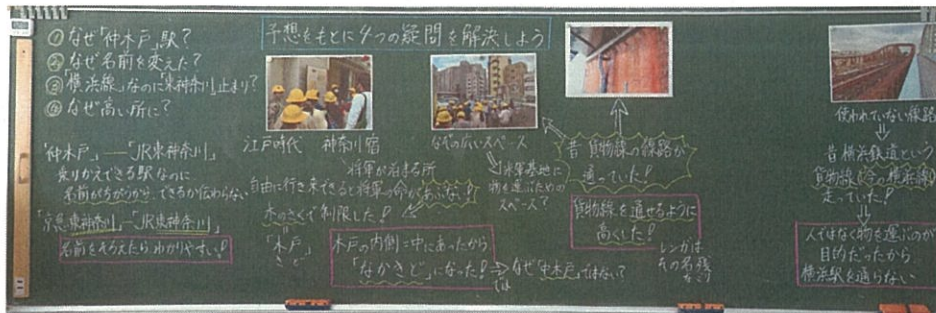 予想をもとに4つの疑問を解決しよう
①なぜ「仲木戸」駅?
②なぜ名前を変えた?
③「横浜線」なのに「東神奈川」止まり?
④なぜ高い所に?
「仲木戸」―「JR東神奈川」
乗りかえできる駅なのに
名前がちがうから、できるか伝わらない
「京急東神奈川」―「JR東神奈川」
名前をそろえたら、わかりやすい!
江戸時代 神奈川宿
将軍が泊まる所
自由に行き来できると将軍の命があぶない!
木のさくで制限した!
「木戸」
きど
木戸の内側=中にあったから
「なかきど」になった!
なぜ「中木戸」ではない?
なぞの広いスペース
米軍基地に
物を運ぶための
スペース?
昔貨物線の線路が
通っていた!
貨物線を通せるように
高くした!
レンガは
その名残
使われていない線路
昔横浜鉄道という
貨物線(今の横浜線)が
走っていた!
人ではなく物を運ぶのが
目的だったから、
横浜駅を通らない